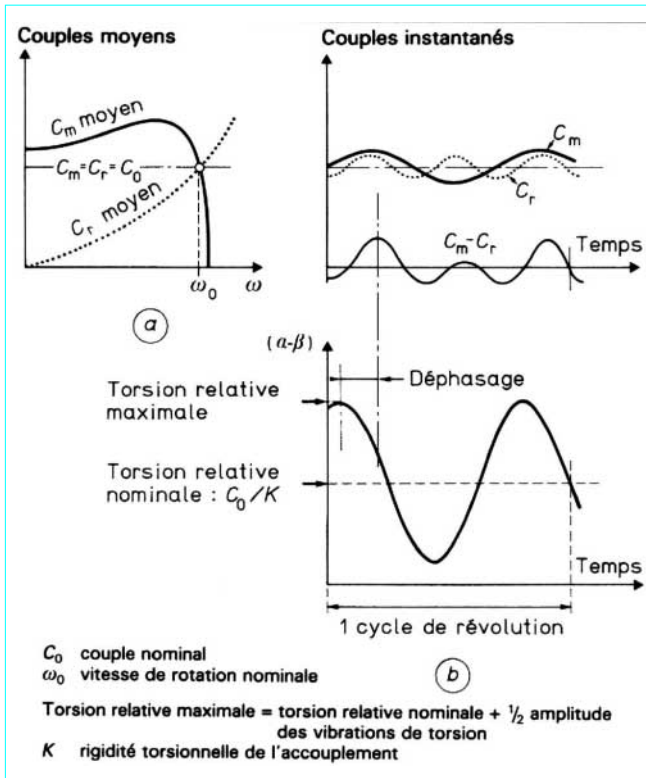 Couples moyens
Couples instantanés
C_m moyen
C_m = C_r = C_0
C_r moyen
ω_0
ω
a
C_m
C_r
C_m-C_r
Temps
(α-β)
Déphasage
Torsion relative
maximale
Torsion relative
nominale : C_0/K
Temps
1 cycle de révolution
b
C_0 couple nominal
ω_0 vitesse de rotation nominale
Torsion relative maximale = torsion relative nominale + 1/2 amplitude
des vibrations de torsion
K rigidité torsionnelle de l'accouplement